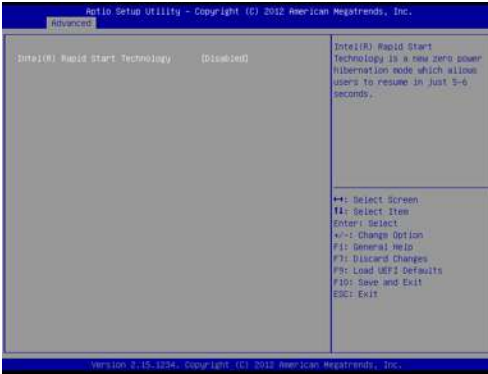 Aptio Setup Utility - Copyright (C) 2012 American Megatrends, Inc.
Advanced
Intel(R) Rapid Start Technology [Disabled]
Intel(R) Rapid Start
Technology is a new zero power
hibernation mode which allows
users to resume in just 5-6
seconds.
↔: Select Screen
↑↓: Select Item
Enter: Select
+/-: Change Option
F1: General Help
F7: Discard Changes
F9: Load UEFI Defaults
F10: Save and Exit
ESC: Exit
Version 2.15.1234. Copyright (C) 2012 American Megatrends, Inc.